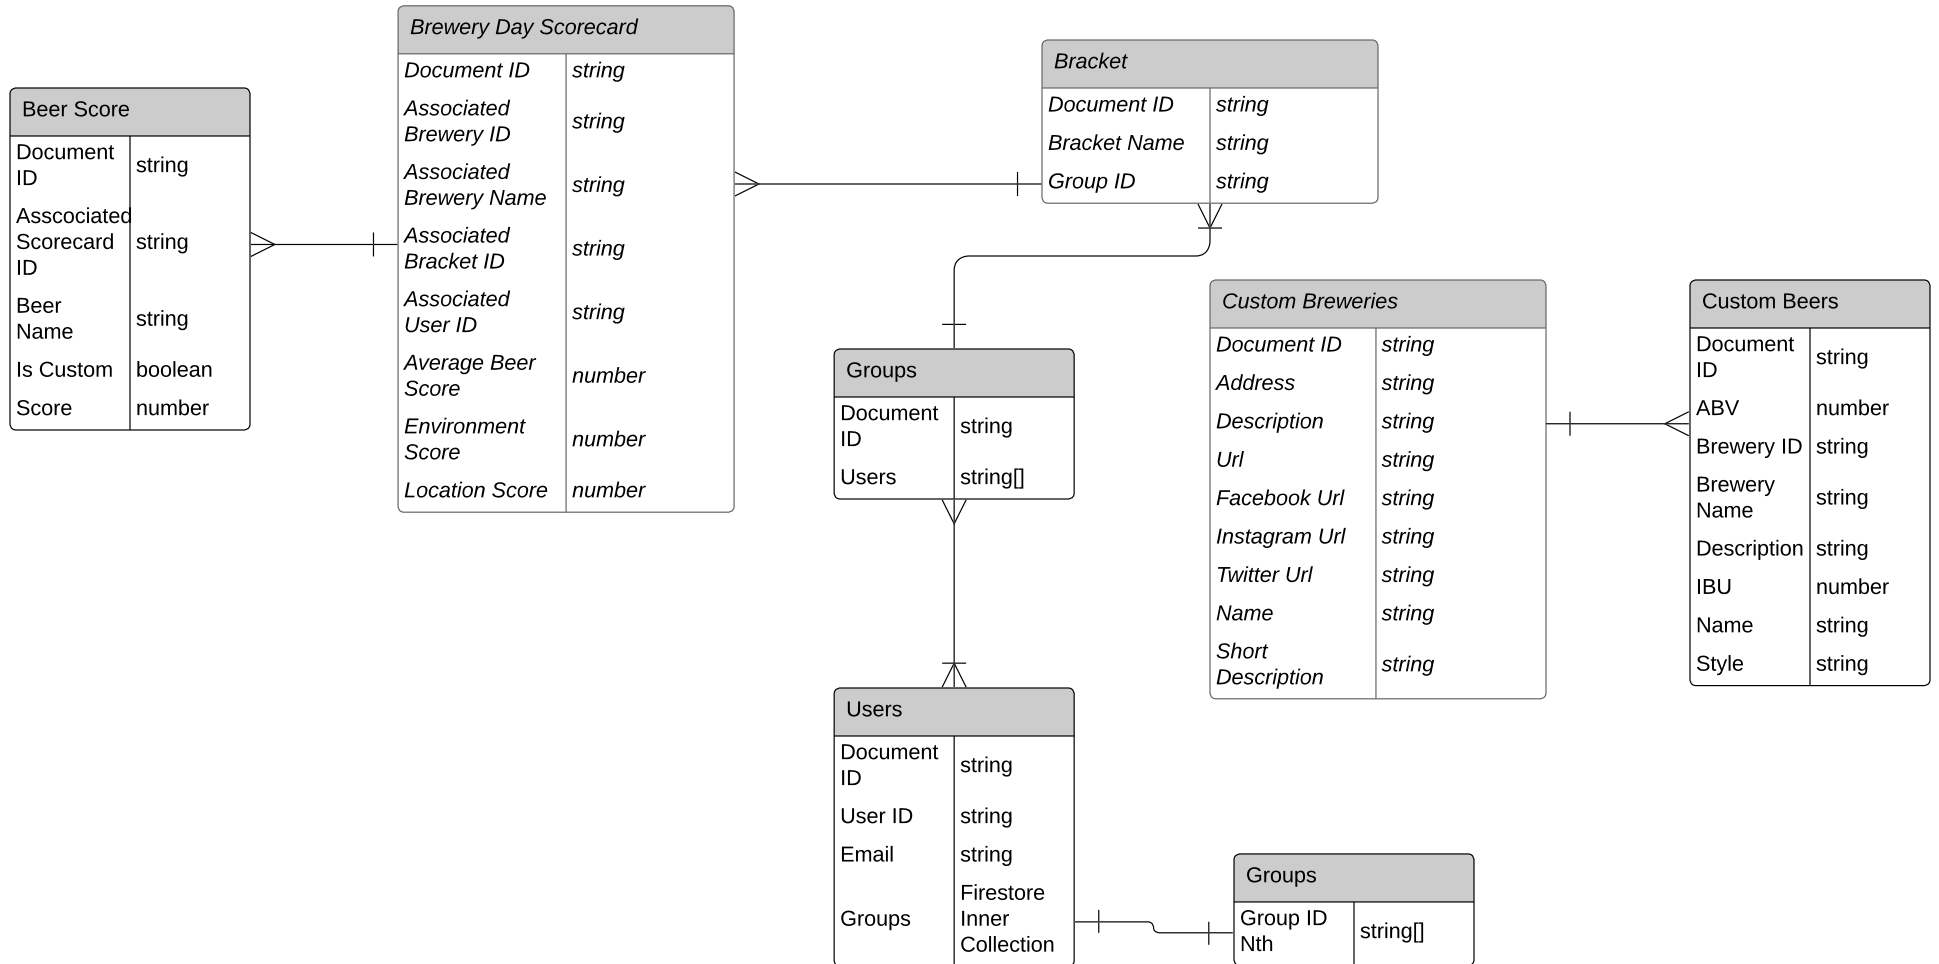 Beer Score
Document
ID
string
Asscociated
Scorecard
ID
string
Beer
Name
string
Is Custom
boolean
Score
number
Brewery Day Scorecard
Document ID
string
Associated
Brewery ID
string
Associated
Brewery Name
string
Associated
Bracket ID
string
Associated
User ID
string
Average Beer
Score
number
Environment
Score
number
Location Score
number
Bracket
Document ID
string
Bracket Name
string
Group ID
string
Groups
Document
ID
string
Users
string[]
Custom Breweries
Document ID
string
Address
string
Description
string
Url
string
Facebook Url
string
Instagram Url
string
Twitter Url
string
Name
string
Short
Description
string
Custom Beers
Document
ID
string
ABV
number
Brewery ID
string
Brewery
Name
string
Description
string
IBU
number
Name
string
Style
string
Users
Document
ID
string
User ID
string
Email
string
Groups
Firestore
Inner
Collection
Groups
Group ID
Nth
string[]